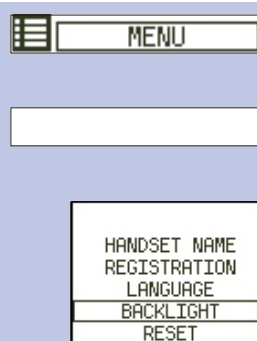 MENU
HANDSET NAME
REGISTRATION
LANGUAGE
BACKLIGHT
RESET